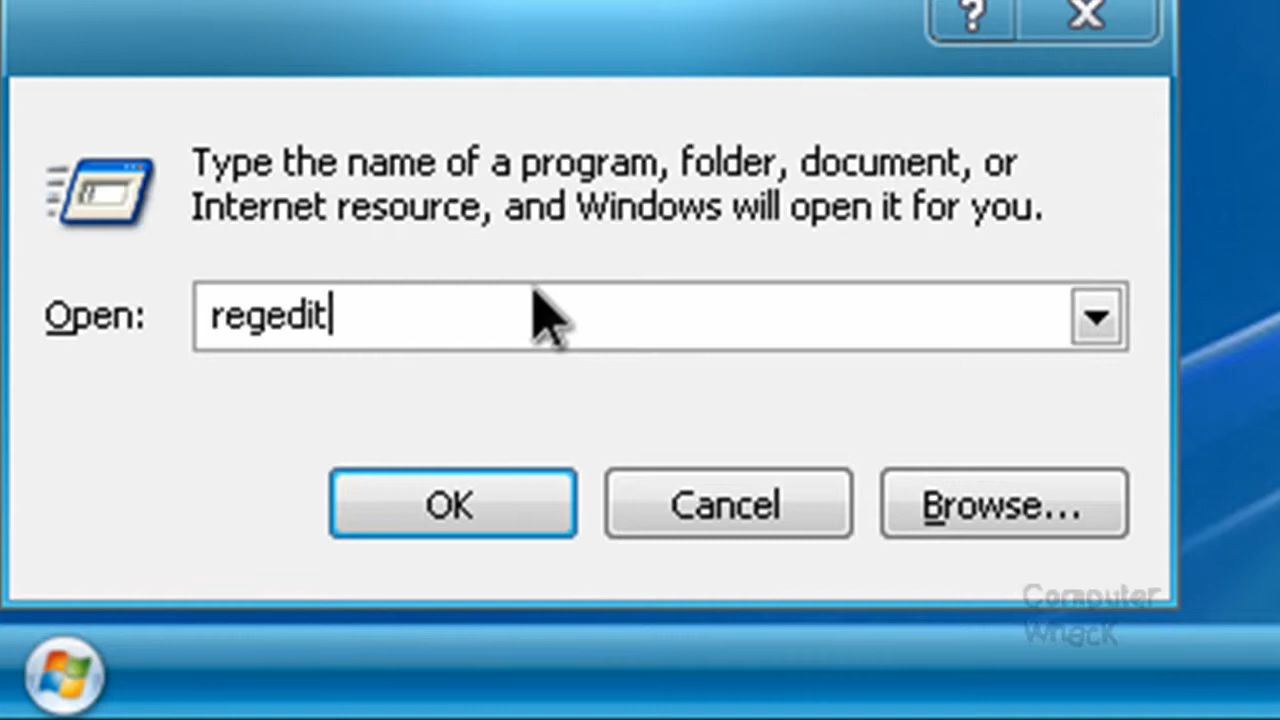 ?
Type the name of a program, folder, document, or
Internet resource, and Windows will open it for you.
Open: regedit
OK Cancel Browse...
Computer
Whack